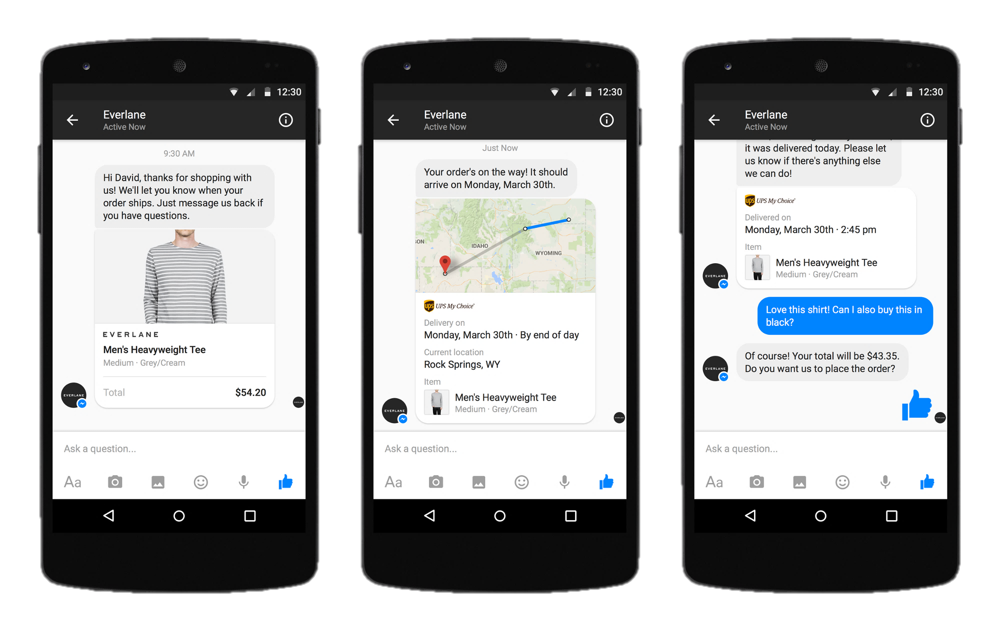 12:30
Everlane
Active Now
9:30 AM
Hi David, thanks for shopping with
us! We'll let you know when your
order ships. Just message us back if
you have questions.
EVERLANE
Men's Heavyweight Tee
Medium · Grey/Cream
Total $54.20
EVERLANE
EVERLANE
Ask a question...
Aa
12:30
Everlane
Active Now
Just Now
Your order's on the way! It should
arrive on Monday, March 30th.
IDAHO
WYOMING
ups UPS My Choice®
Delivery on
Monday, March 30th · By end of day
Current location
Rock Springs, WY
Item
Men's Heavyweight Tee
Medium · Grey/Cream
EVERLANE
EVERLANE
Ask a question...
Aa
12:30
Everlane
Active Now
it was delivered today. Please let
us know if there's anything else
we can do!
ups UPS My Choice®
Delivered on
Monday, March 30th · 2:45 pm
Item
Men's Heavyweight Tee
Medium · Grey/Cream
EVERLANE
Love this shirt! Can I also buy this in
black?
Of course! Your total will be $43.35.
Do you want us to place the order?
EVERLANE
EVERLANE
Ask a question...
Aa